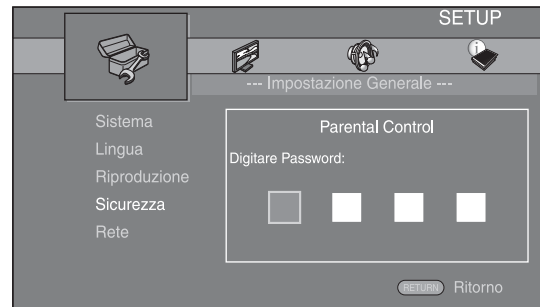 SETUP
--- Impostazione Generale ---
Sistema
Lingua
Riproduzione
Sicurezza
Rete
Parental Control
Digitare Password:
RETURN Ritorno